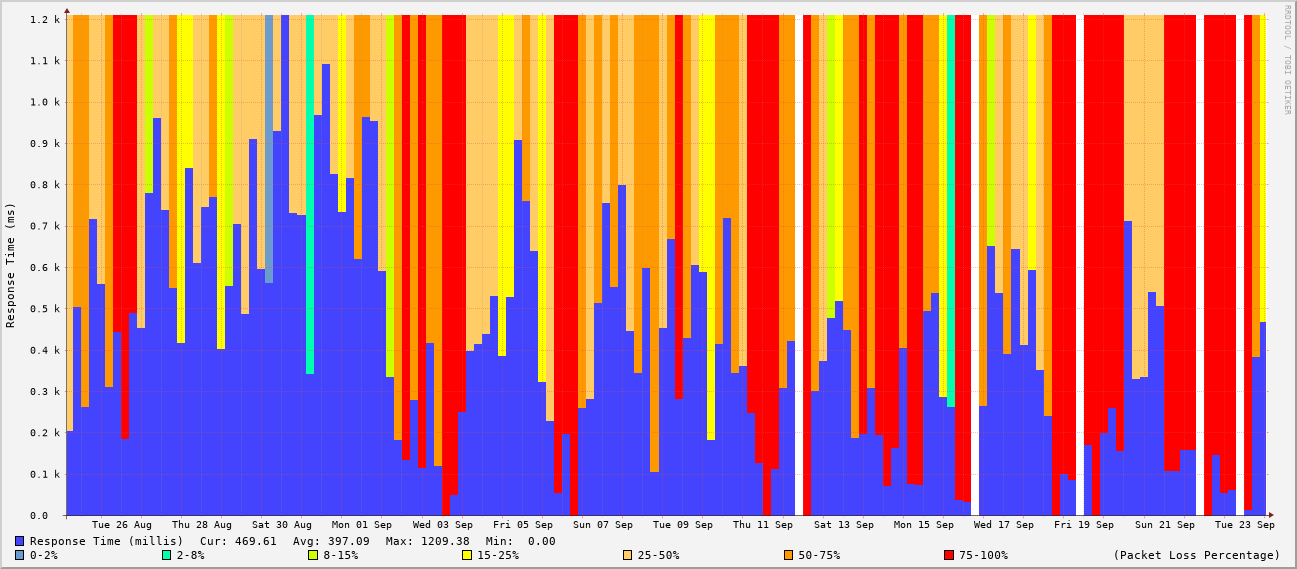 RRDTOOL / TOBI OETIKER
Response Time (ms)
1.2 k
1.1 k
1.0 k
0.9 k
0.8 k
0.7 k
0.6 k
0.5 k
0.4 k
0.3 k
0.2 k
0.1 k
0.0
Tue 26 Aug Thu 28 Aug Sat 30 Aug Mon 01 Sep Wed 03 Sep Fri 05 Sep Sun 07 Sep Tue 09 Sep Thu 11 Sep Sat 13 Sep Mon 15 Sep Wed 17 Sep Fri 19 Sep Sun 21 Sep Tue 23 Sep
Response Time (millis) Cur: 469.61 Avg: 397.09 Max: 1209.38 Min: 0.00
0-2% 2-8% 8-15% 15-25% 25-50% 50-75% 75-100% (Packet Loss Percentage)